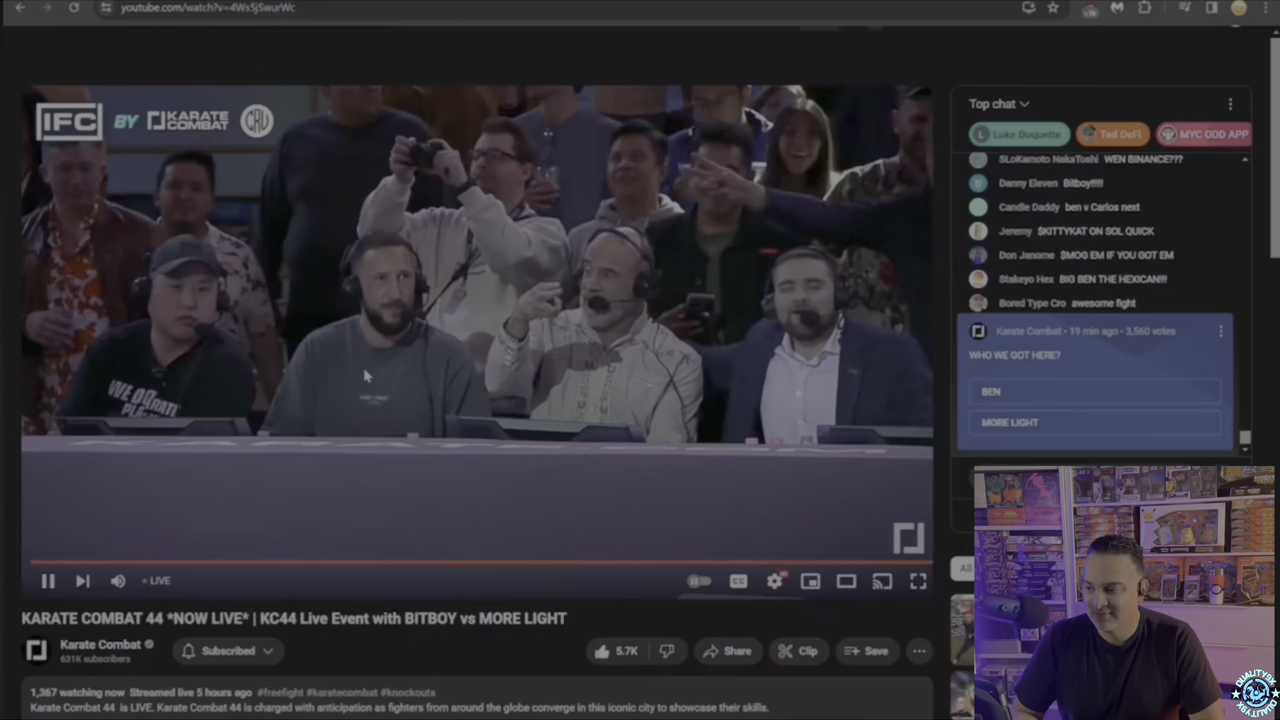 youtube.com/watch?v=4Ws5jSwurWc
IFC BY KARATE COMBAT CRU
Top chat
Luke Duquette
Ted DeFi
MYC ODD APP
SLoKamoto NakaToshi WEN BINANCE???
Danny Eleven Bitboy!!!!!
Candle Daddy ben v Carlos next
Jeremy $KITTYKAT ON $OL QUICK
Don Janome $MOG EM IF YOU GOT EM
Stakeyo Hex BIG BEN THE HEXICAN!!!
Bored Type Cro awesome fight
Karate Combat • 19 min ago • 3,560 votes
WHO WE GOT HERE?
BEN
MORE LIGHT
LIVE
CC
KARATE COMBAT 44 *NOW LIVE* | KC44 Live Event with BITBOY vs MORE LIGHT
Karate Combat
631K subscribers
Subscribed
5.7K
Share
Clip
Save
All
1,367 watching now Streamed live 5 hours ago #freefight #karatecombat #knockouts
Karate Combat 44 is LIVE. Karate Combat 44 is charged with anticipation as fighters from around the globe converge in this iconic city to showcase their skills.